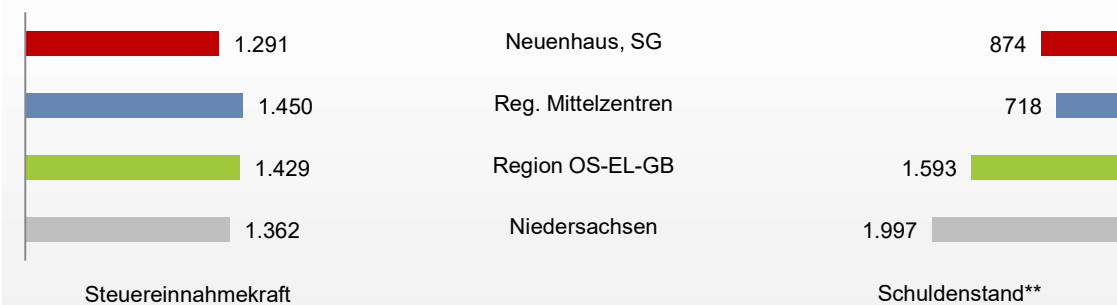 1.291 Neuenhaus, SG 874
1.450 Reg. Mittelzentren 718
1.429 Region OS-EL-GB 1.593
1.362 Niedersachsen 1.997
Steuereinnahmekraft Schuldenstand**